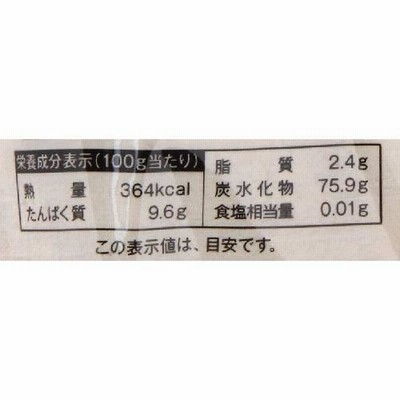 栄養成分表示(100g当たり)
熱量 364kcal
たんぱく質 9.6g
脂質 2.4g
炭水化物 75.9g
食塩相当量 0.01g
この表示値は、目安です。